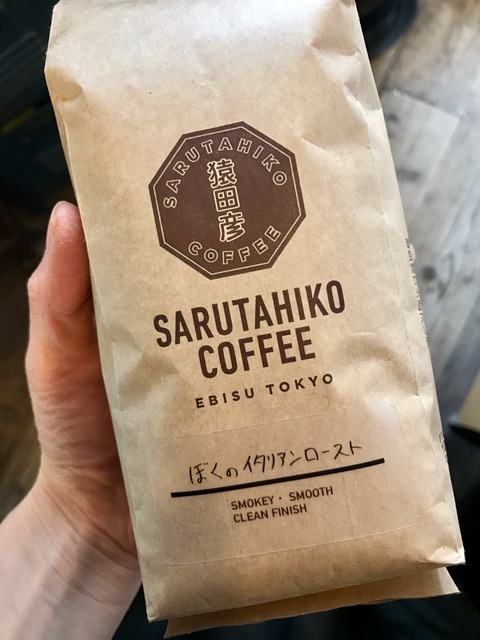 SARUTAHIKO
猿田彦
COFFEE
SARUTAHIKO
COFFEE
EBISU TOKYO
ぼくのイタリアンロースト
SMOKEY・SMOOTH
CLEAN FINISH